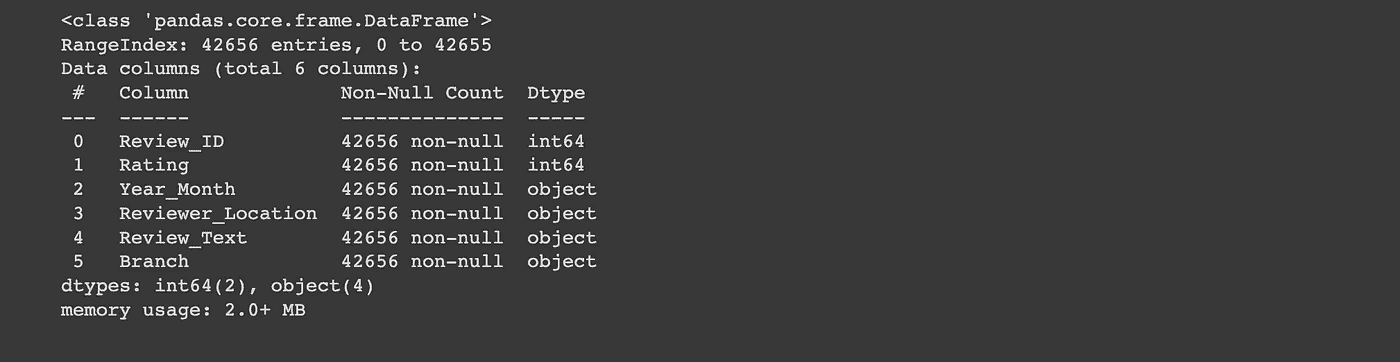 <class 'pandas.core.frame.DataFrame'>
RangeIndex: 42656 entries, 0 to 42655
Data columns (total 6 columns):
 #   Column             Non-Null Count  Dtype
---  ------             --------------  -----
 0   Review_ID          42656 non-null  int64
 1   Rating             42656 non-null  int64
 2   Year_Month         42656 non-null  object
 3   Reviewer_Location  42656 non-null  object
 4   Review_Text        42656 non-null  object
 5   Branch             42656 non-null  object
dtypes: int64(2), object(4)
memory usage: 2.0+ MB